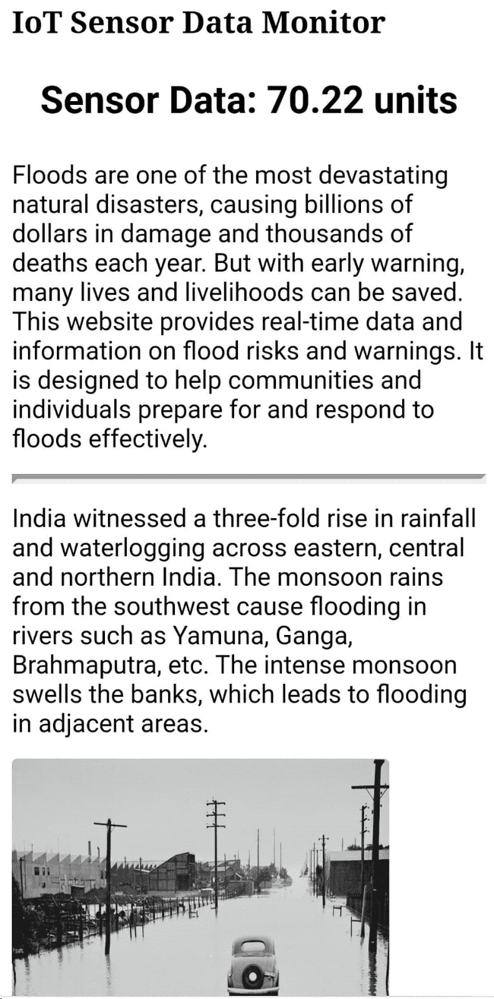 IoT Sensor Data Monitor
Sensor Data: 70.22 units
Floods are one of the most devastating
natural disasters, causing billions of
dollars in damage and thousands of
deaths each year. But with early warning,
many lives and livelihoods can be saved.
This website provides real-time data and
information on flood risks and warnings. It
is designed to help communities and
individuals prepare for and respond to
floods effectively.
India witnessed a three-fold rise in rainfall
and waterlogging across eastern, central
and northern India. The monsoon rains
from the southwest cause flooding in
rivers such as Yamuna, Ganga,
Brahmaputra, etc. The intense monsoon
swells the banks, which leads to flooding
in adjacent areas.